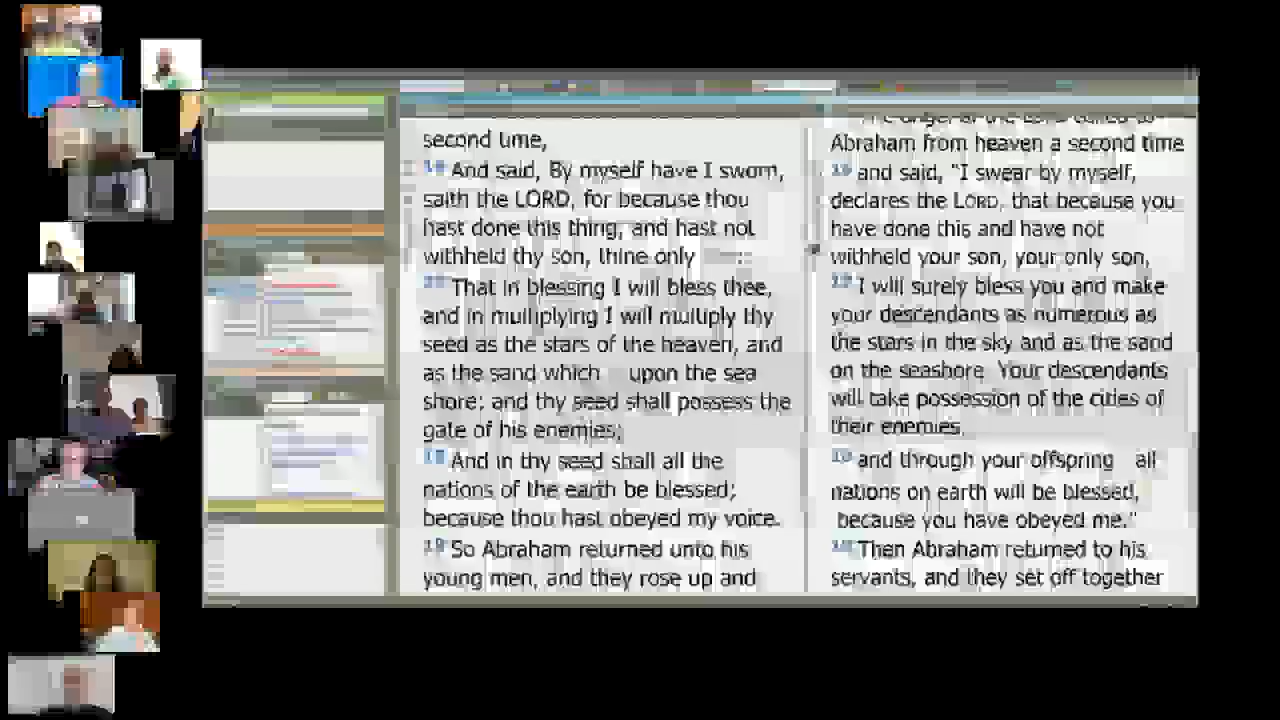 second time,
And said, By myself have I sworn,
saith the LORD, for because thou
hast done this thing, and hast not
withheld thy son, thine only
That in blessing I will bless thee,
and in multiplying I will multiply thy
seed as the stars of the heaven, and
as the sand which upon the sea
shore; and thy seed shall possess the
gate of his enemies;
18 And in thy seed shall all the
nations of the earth be blessed;
because thou hast obeyed my voice.
19 So Abraham returned unto his
young men, and they rose up and
The angel of the LORD called to
Abraham from heaven a second time
and said, "I swear by myself,
declares the LORD, that because you
have done this and have not
withheld your son, your only son,
I will surely bless you and make
your descendants as numerous as
the stars in the sky and as the sand
on the seashore. Your descendants
will take possession of the cities of
their enemies,
and through your offspring all
nations on earth will be blessed,
because you have obeyed me."
Then Abraham returned to his
servants, and they set off together